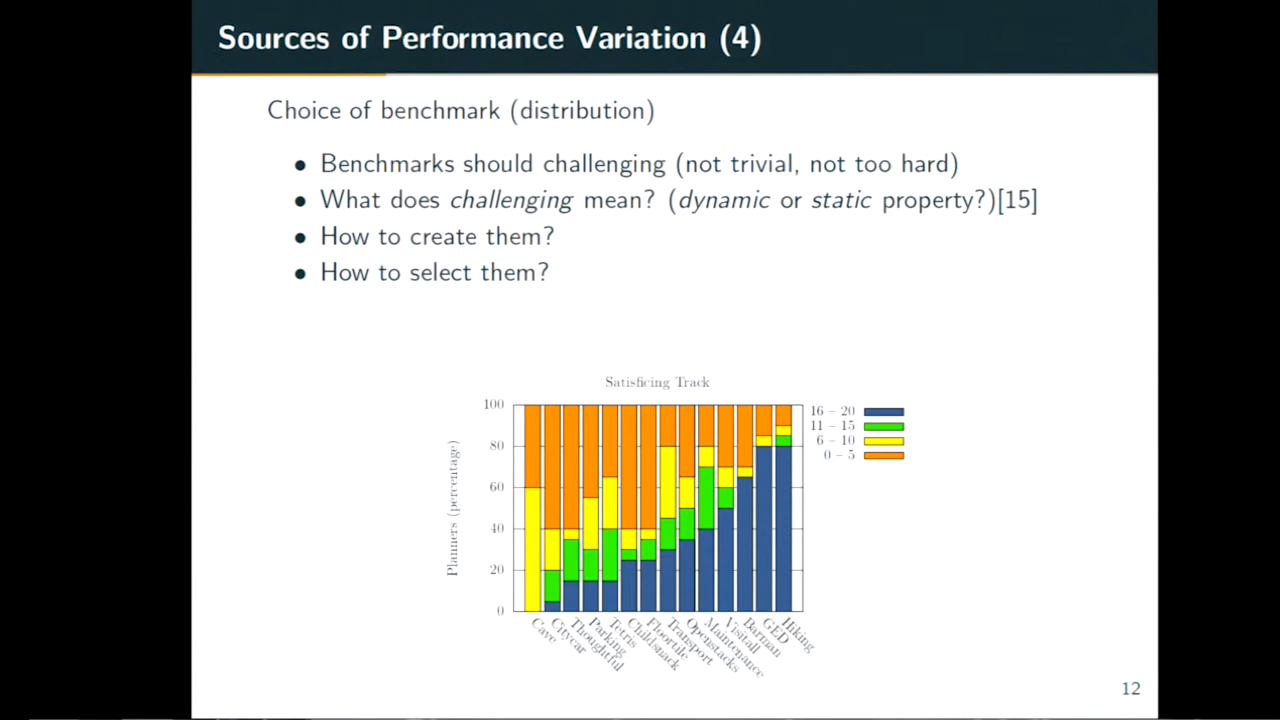 Sources of Performance Variation (4)
Choice of benchmark (distribution)
• Benchmarks should challenging (not trivial, not too hard)
• What does challenging mean? (dynamic or static property?)[15]
• How to create them?
• How to select them?
Satisficing Track
Planners (percentage)
100
80
60
40
20
0
16 – 20
11 – 15
6 – 10
0 – 5
Cave
Citycar
Thoughtful
Parking
Tetris
Childsnack
Floortile
Transport
Openstacks
Maintenance
Visitall
Barman
GED
Hiking
12